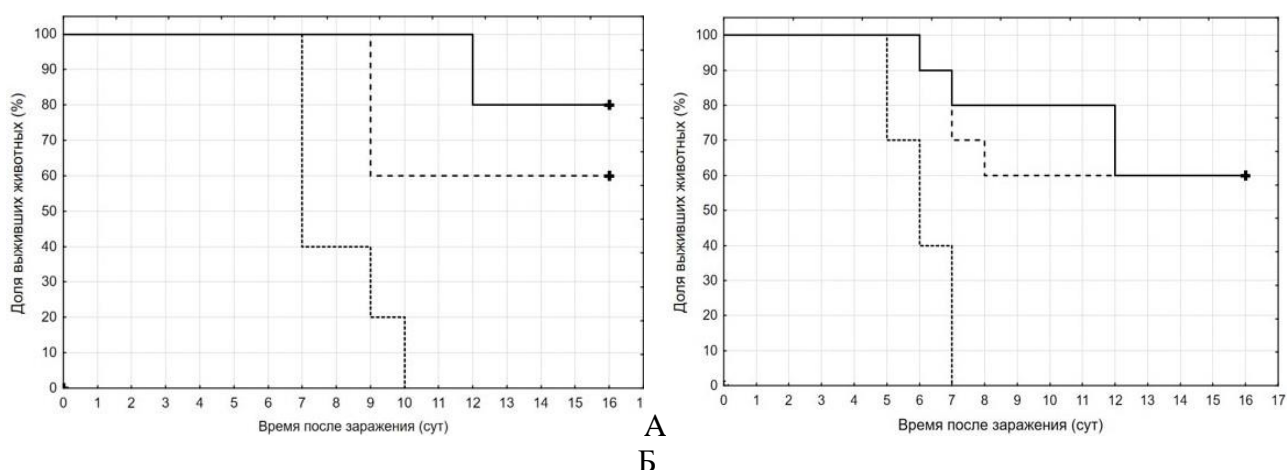 100
90
80
70
60
50
40
30
20
10
0
Доля выживших животных (%)
0 1 2 3 4 5 6 7 8 9 10 11 12 13 14 15 16 1
Время после заражения (сут)
А
100
90
80
70
60
50
40
30
20
10
0
Доля выживших животных (%)
0 1 2 3 4 5 6 7 8 9 10 11 12 13 14 15 16 17
Время после заражения (сут)
Б